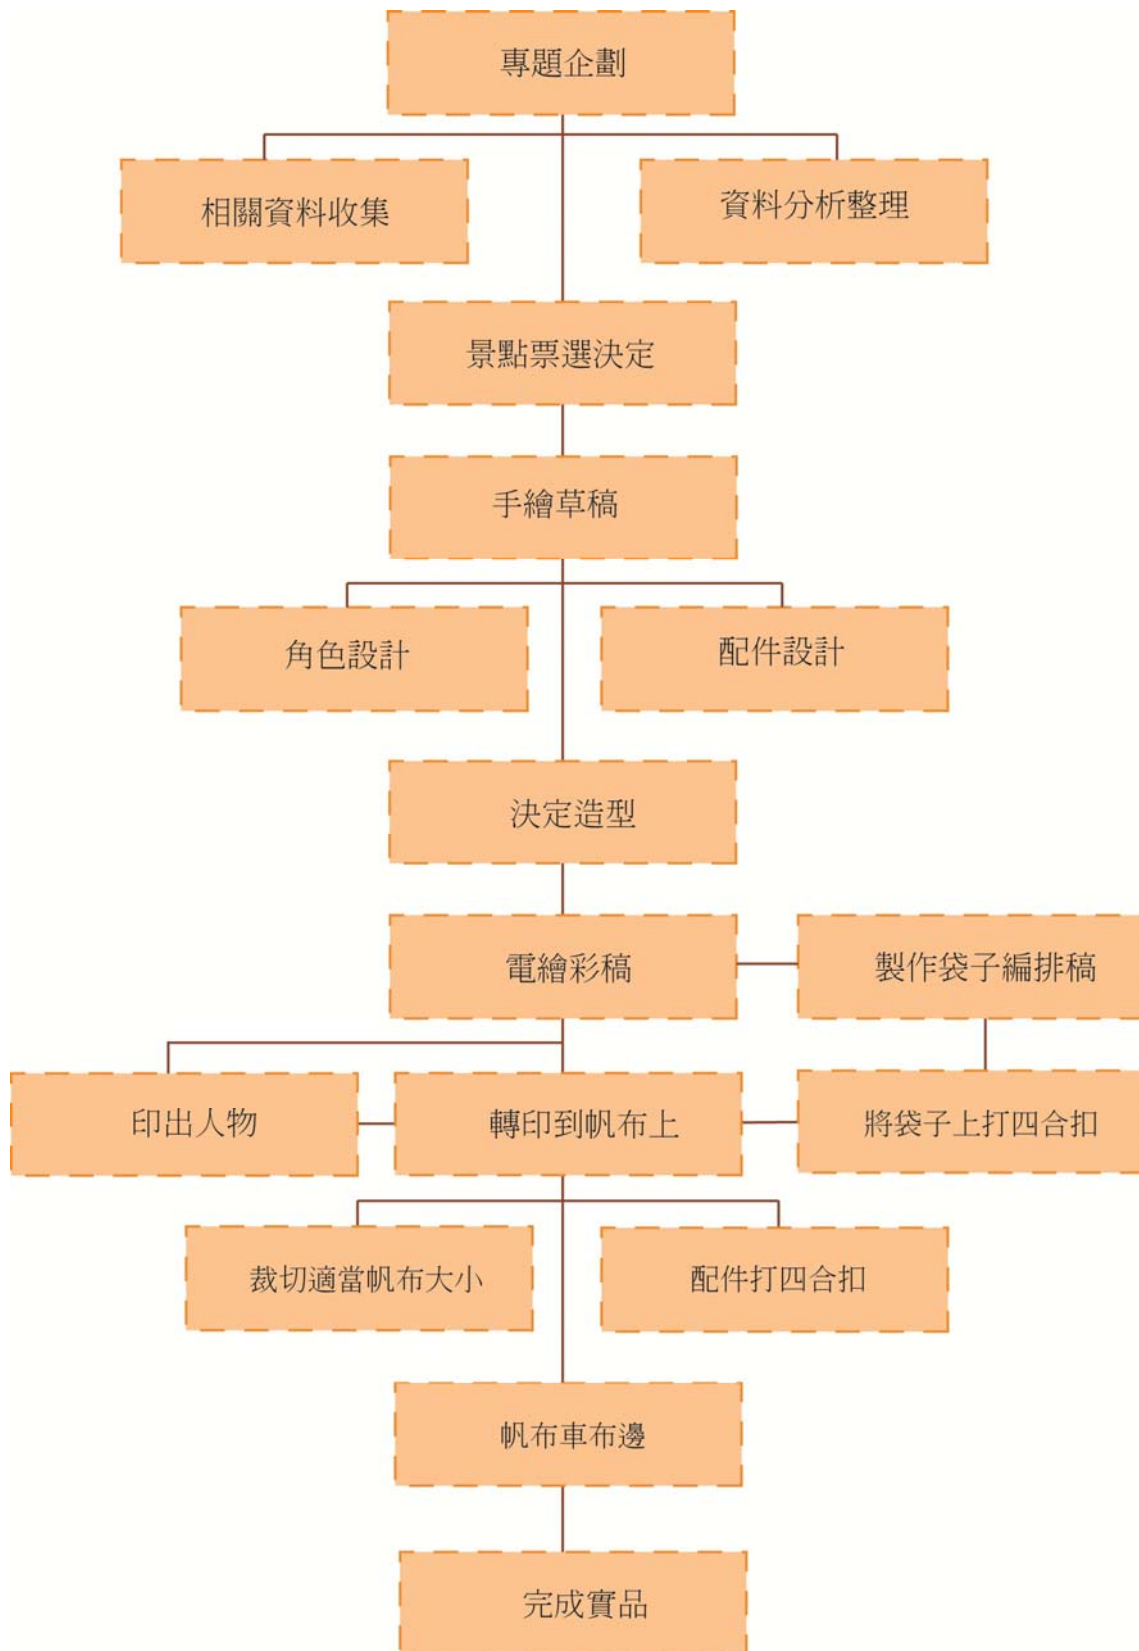 專題企劃
相關資料收集
資料分析整理
景點票選決定
手繪草稿
角色設計
配件設計
決定造型
電繪彩稿
製作袋子編排稿
印出人物
轉印到帆布上
將袋子上打四合扣
裁切適當帆布大小
配件打四合扣
帆布車布邊
完成實品